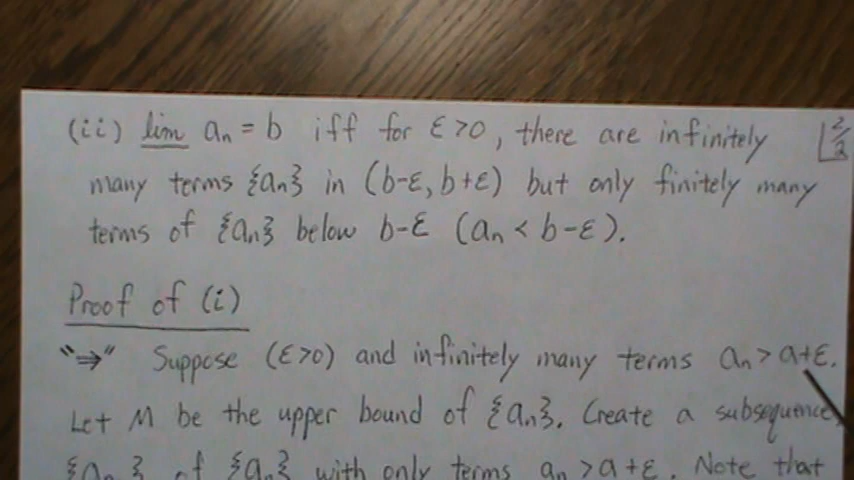 (ii) lim aₙ = b iff for ε>0, there are infinitely 2/2
many terms {aₙ} in (b-ε, b+ε) but only finitely many
terms of {aₙ} below b-ε (aₙ < b-ε).
Proof of (i)
"⇒" Suppose (ε>0) and infinitely many terms aₙ > a+ε.
Let M be the upper bound of {aₙ}. Create a subsequence
of {aₙ} with only terms aₙ > a+ε. Note that